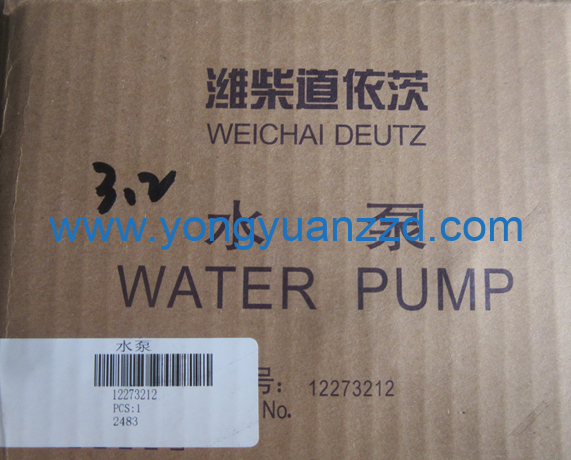 潍柴道依茨
WEICHAI DEUTZ
3.2
www.yongyuanzzd.com
水 泵
WATER PUMP
水泵
12273212
PCS:1
2483
号: 12273212
No.